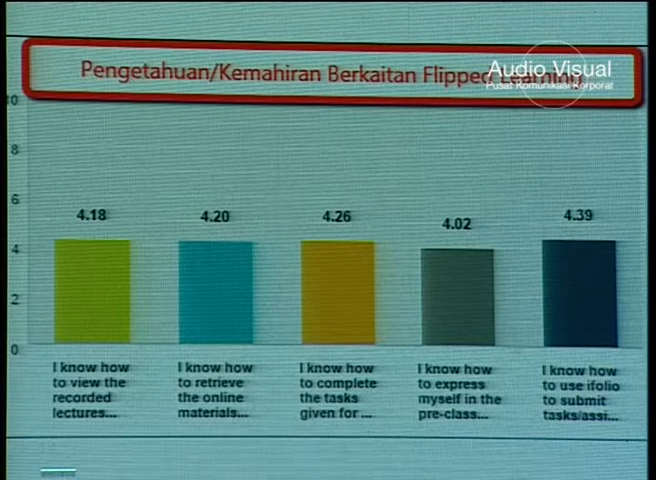 Pengetahuan/Kemahiran Berkaitan Flipped Learning
Audio Visual
Pusat Komunikasi Korporat
10
8
6
4
2
0
4.18
4.20
4.26
4.02
4.39
I know how
to view the
recorded
lectures...
I know how
to retrieve
the online
materials...
I know how
to complete
the tasks
given for ...
I know how
to express
myself in the
pre-class...
I know how
to use ifolio
to submit
tasks/assi...